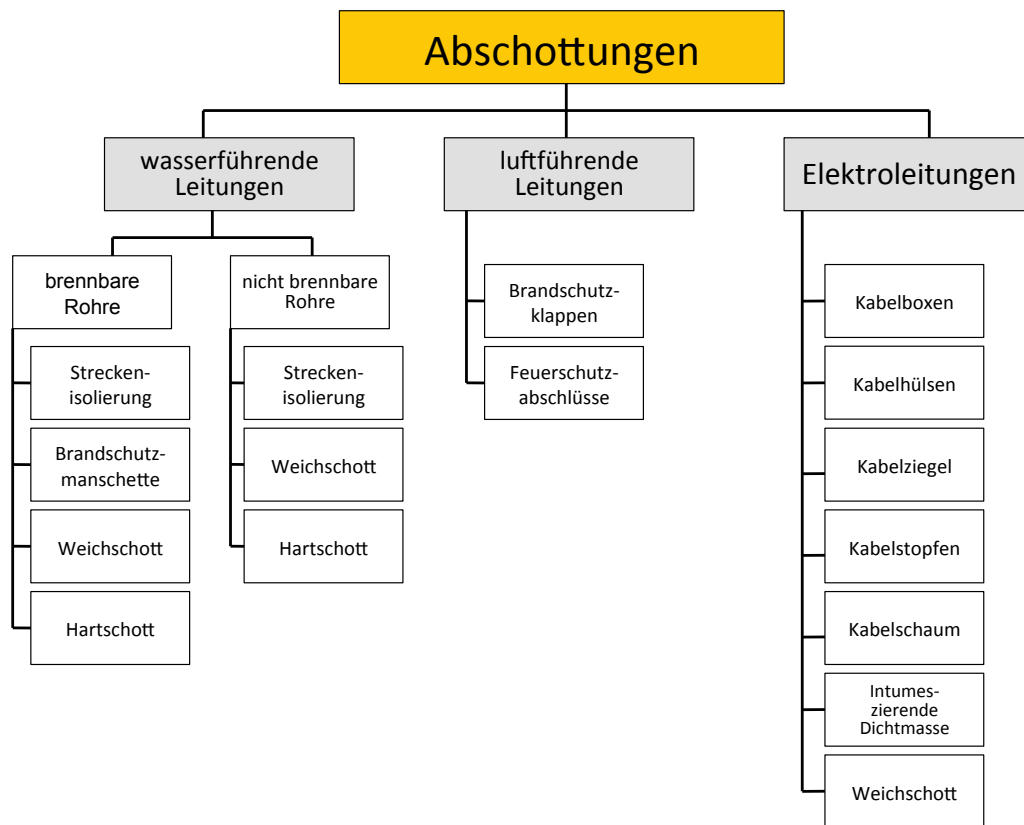 Abschottungen
wasserführende
Leitungen
brennbare
Rohre
Strecken-
isolierung
Brandschutz-
manschette
Weichschott
Hartschott
nicht brennbare
Rohre
Strecken-
isolierung
Weichschott
Hartschott
luftführende
Leitungen
Brandschutz-
klappen
Feuerschutz-
abschlüsse
Elektroleitungen
Kabelboxen
Kabelhülsen
Kabelziegel
Kabelstopfen
Kabelschaum
Intumes-
zierende
Dichtmasse
Weichschott